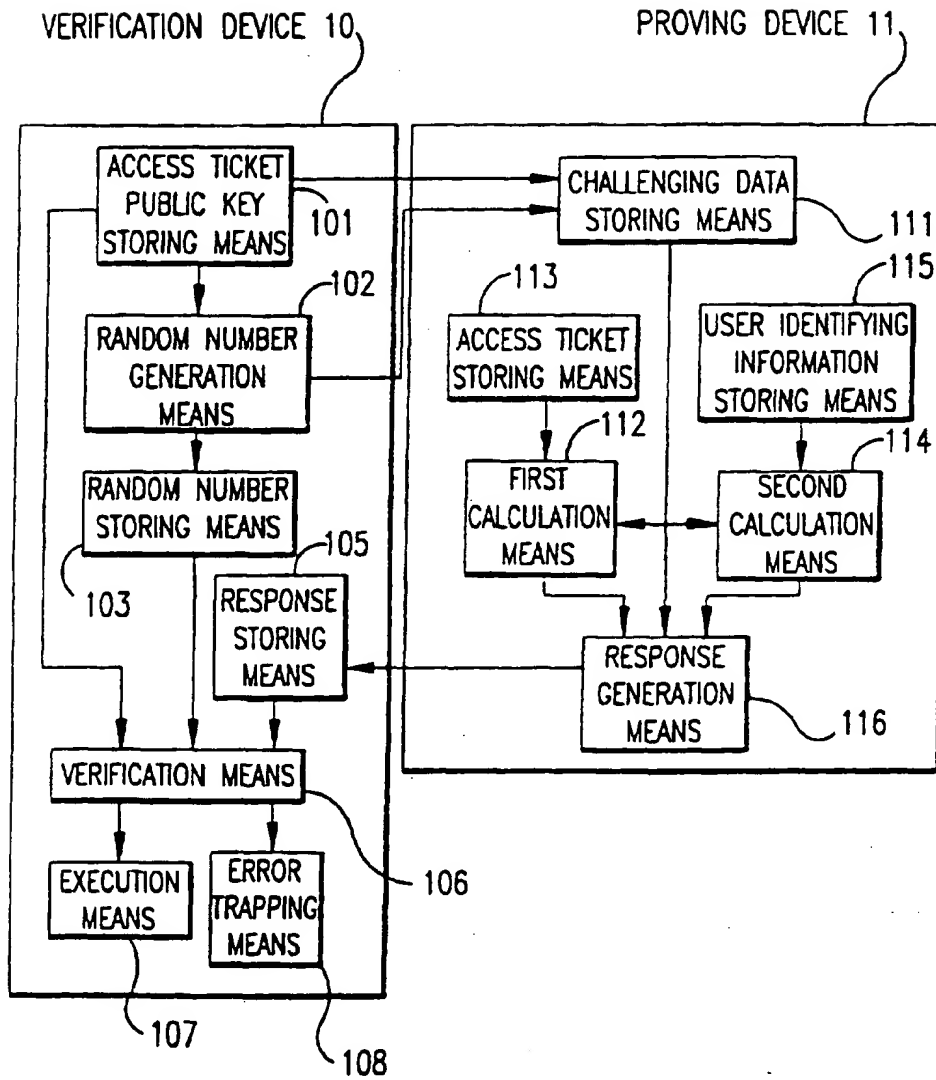 VERIFICATION DEVICE 10
PROVING DEVICE 11
ACCESS TICKET
PUBLIC KEY
STORING MEANS
101
102
RANDOM NUMBER
GENERATION
MEANS
RANDOM NUMBER
STORING MEANS
103
105
RESPONSE
STORING
MEANS
VERIFICATION MEANS
106
EXECUTION
MEANS
107
ERROR
TRAPPING
MEANS
108
CHALLENGING DATA
STORING MEANS
111
113
ACCESS TICKET
STORING MEANS
115
USER IDENTIFYING
INFORMATION
STORING MEANS
112
FIRST
CALCULATION
MEANS
114
SECOND
CALCULATION
MEANS
RESPONSE
GENERATION
MEANS
116